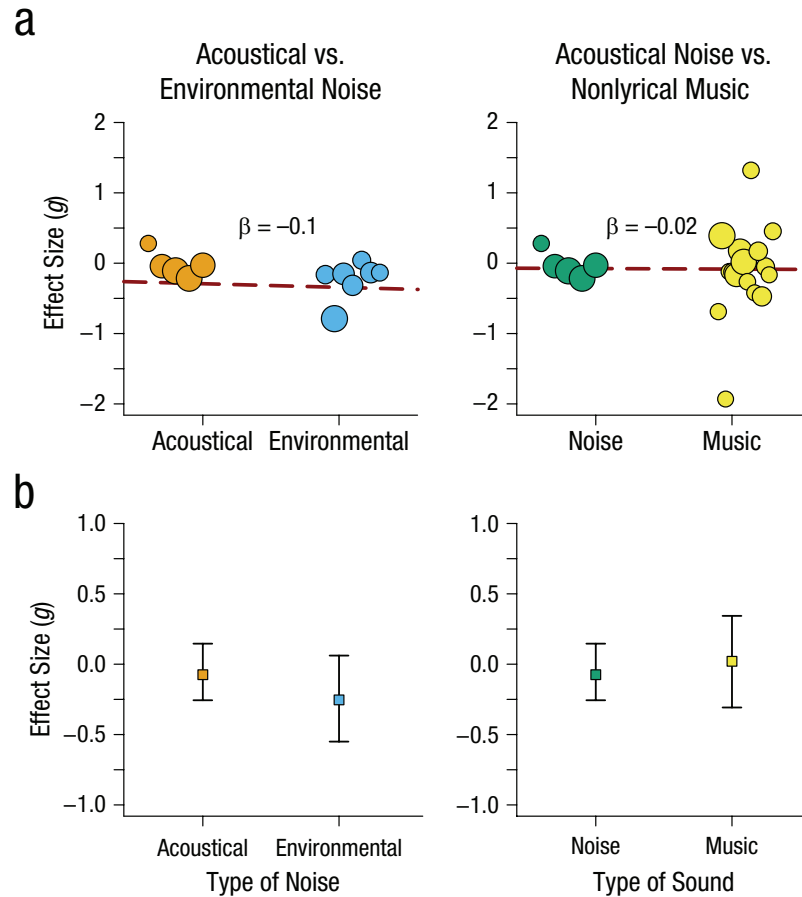 a
Acoustical vs.
Environmental Noise
Effect Size (g)
2
1
0
−1
−2
β = −0.1
Acoustical
Environmental
Acoustical Noise vs.
Nonlyrical Music
2
1
0
−1
−2
β = −0.02
Noise
Music
b
Effect Size (g)
1.0
0.5
0.0
−0.5
−1.0
Acoustical
Environmental
Type of Noise
1.0
0.5
0.0
−0.5
−1.0
Noise
Music
Type of Sound